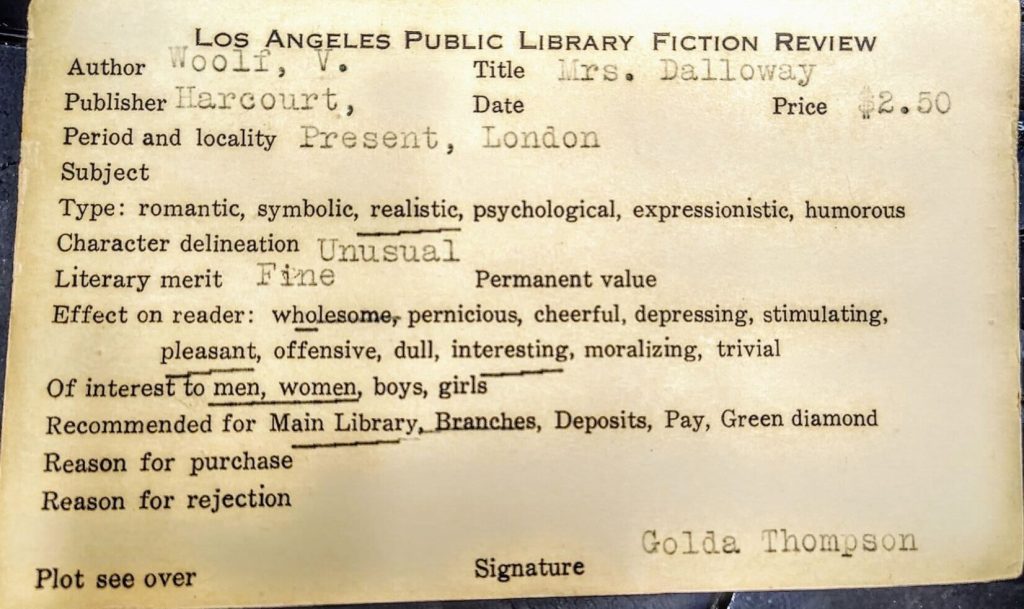 LOS ANGELES PUBLIC LIBRARY FICTION REVIEW
Author Woolf, V. Title Mrs. Dalloway
Publisher Harcourt, Date Price $2.50
Period and locality Present, London
Subject
Type: romantic, symbolic, realistic, psychological, expressionistic, humorous
Character delineation Unusual
Literary merit Fine Permanent value
Effect on reader: wholesome, pernicious, cheerful, depressing, stimulating,
pleasant, offensive, dull, interesting, moralizing, trivial
Of interest to men, women, boys, girls
Recommended for Main Library, Branches, Deposits, Pay, Green diamond
Reason for purchase
Reason for rejection
Golda Thompson
Plot see over Signature